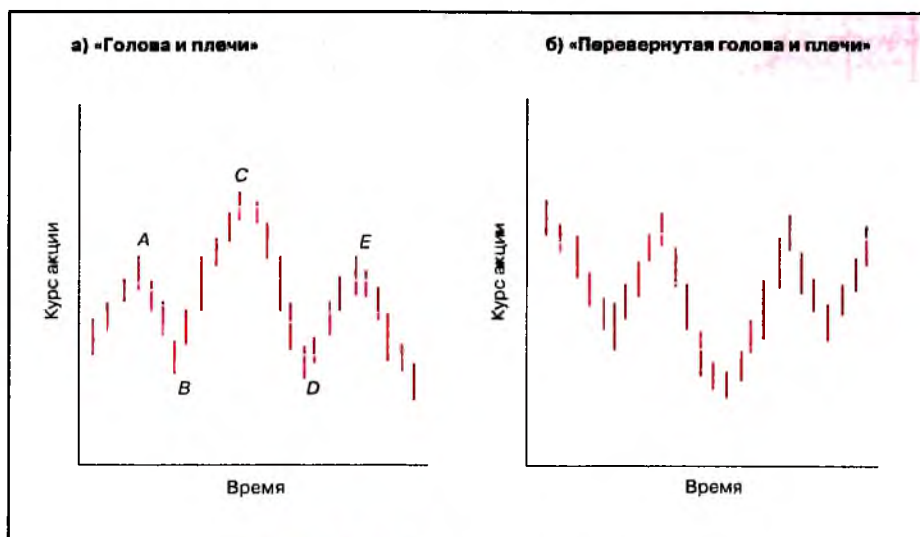 а) «Голова и плечи»
б) «Перевернутая голова и плечи»
Курс акции
A
B
C
D
E
Время
Курс акции
Время